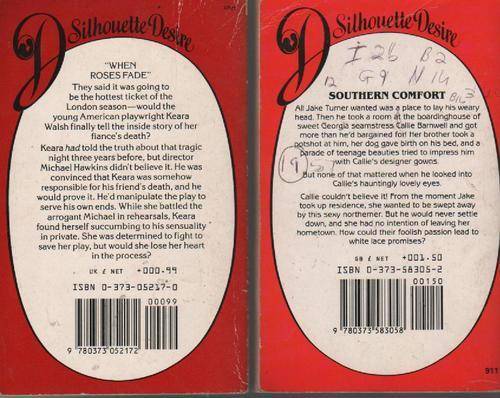 Silhouette Desire
"WHEN
ROSES FADE"
They said it was going to
be the hottest ticket of the
London season—would the
young American playwright Keara
Walsh finally tell the inside story of her
fiance's death?
Keara had told the truth about that tragic
night three years before, but director
Michael Hawkins didn't believe it. He was
convinced that Keara was somehow
responsible for his friend's death, and
he would prove it. He'd manipulate the play to
serve his own ends. While she battled the
arrogant Michael in rehearsals, Keara
found herself succumbing to his sensuality
in private. She was determined to fight to
save her play, but would she lose her heart
in the process?
UK £ NET +000.99
ISBN 0-373-05217-0
00099
9 780373 052172
Silhouette Desire
I 26 B2
12 G9 N14
B16 3
SOUTHERN COMFORT
All Jake Turner wanted was a place to lay his weary
head. Then he took a room at the boardinghouse of
sweet Georgia seamstress Callie Barnwell and got
more than he'd bargained for! Her brother took a
potshot at him, her dog gave birth on his bed, and a
parade of teenage beauties tried to impress him
with Callie's designer gowns.
But none of that mattered when he looked into
Callie's hauntingly lovely eyes.
Callie couldn't believe it! From the moment Jake
took up residence, she wanted to be swept away
by this sexy northerner. But he would never settle
down, and she had no intention of leaving her
hometown. How could their foolish passion lead to
white lace promises?
GB £ NET +001.50
ISBN 0-373-58305-2
00150
9 780373 583058
911